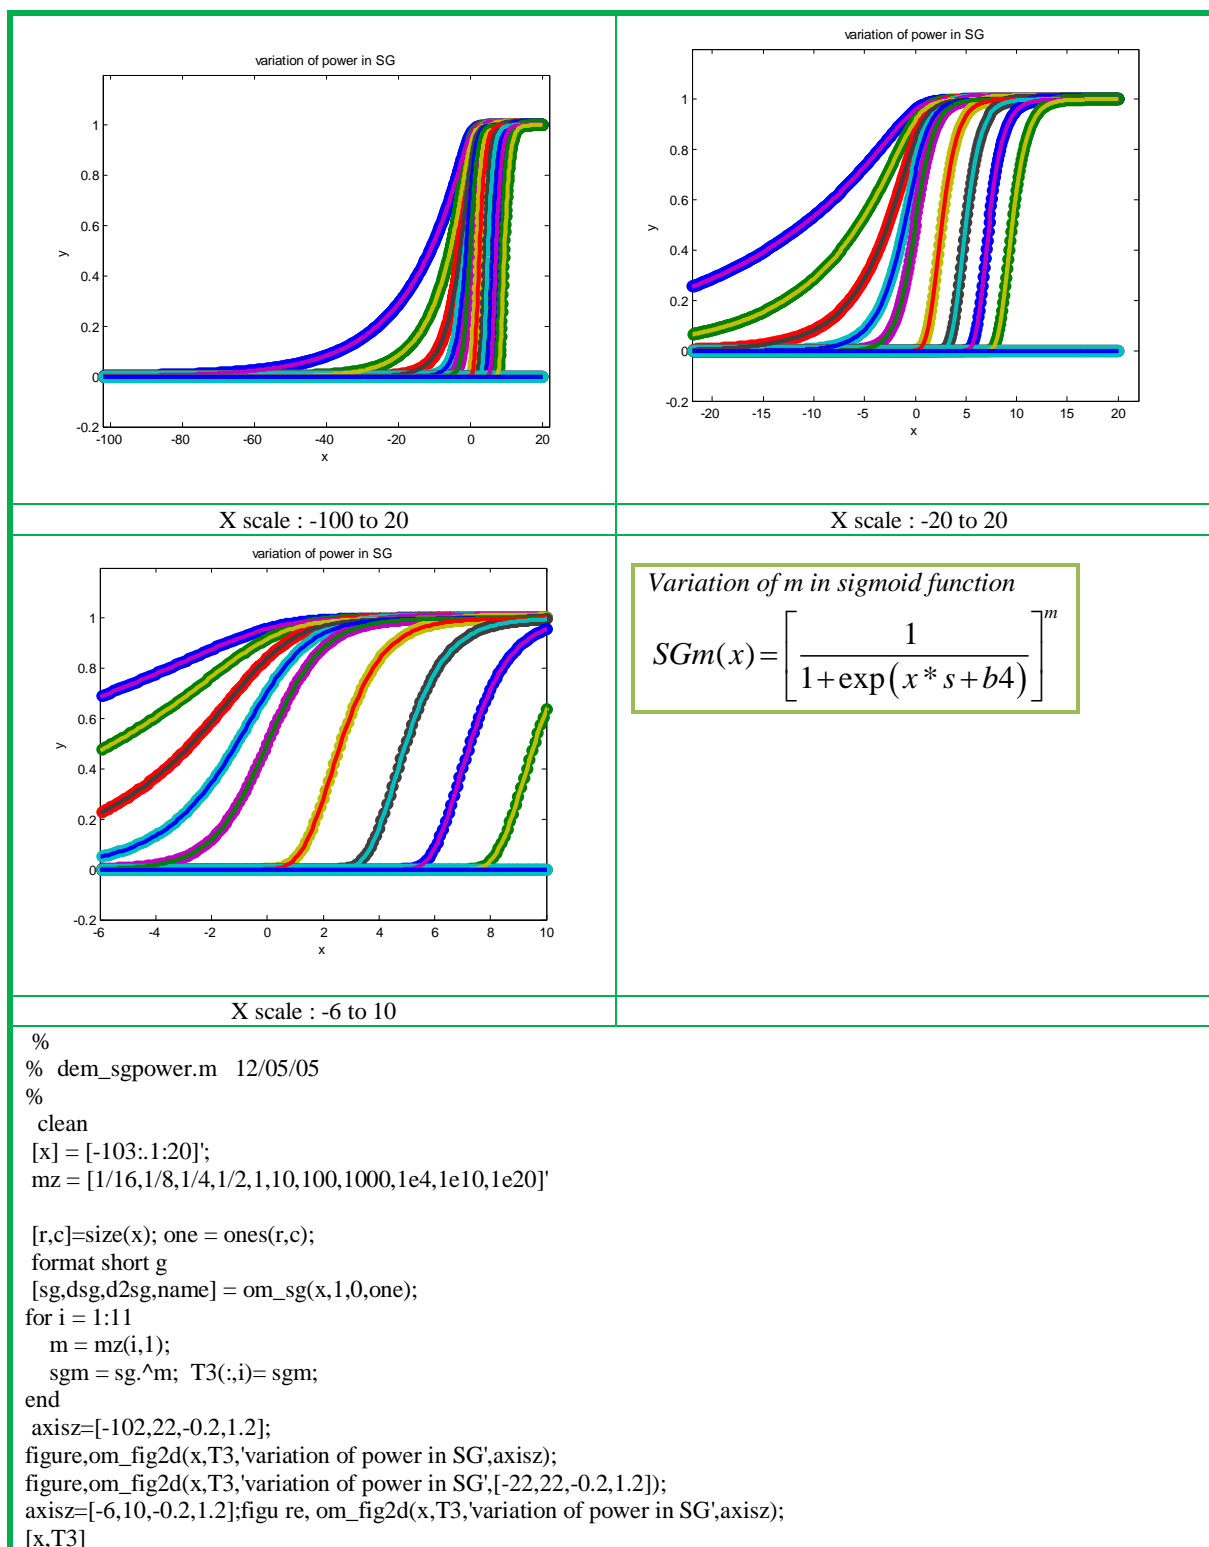 variation of power in SG
1
0.8
0.6
y
0.4
0.2
0
-0.2
-100 -80 -60 -40 -20 0 20
x
variation of power in SG
1
0.8
0.6
y
0.4
0.2
0
-0.2
-20 -15 -10 -5 0 5 10 15 20
x
X scale : -100 to 20
X scale : -20 to 20
variation of power in SG
1
0.8
0.6
y
0.4
0.2
0
-0.2
-6 -4 -2 0 2 4 6 8 10
x
Variation of m in sigmoid function
SGm(x) = [1 / (1+exp(x*s+b4))]^m
X scale : -6 to 10
%
% dem_sgpower.m 12/05/05
%
clean
[x] = [-103:.1:20]';
mz = [1/16,1/8,1/4,1/2,1,10,100,1000,1e4,1e10,1e20]'
[r,c]=size(x); one = ones(r,c);
format short g
[sg,dsg,d2sg,name] = om_sg(x,1,0,one);
for i = 1:11
m = mz(i,1);
sgm = sg.^m; T3(:,i)= sgm;
end
axisz=[-102,22,-0.2,1.2];
figure,om_fig2d(x,T3,'variation of power in SG',axisz);
figure,om_fig2d(x,T3,'variation of power in SG',[-22,22,-0.2,1.2]);
axisz=[-6,10,-0.2,1.2];figu re, om_fig2d(x,T3,'variation of power in SG',axisz);
[x,T3]